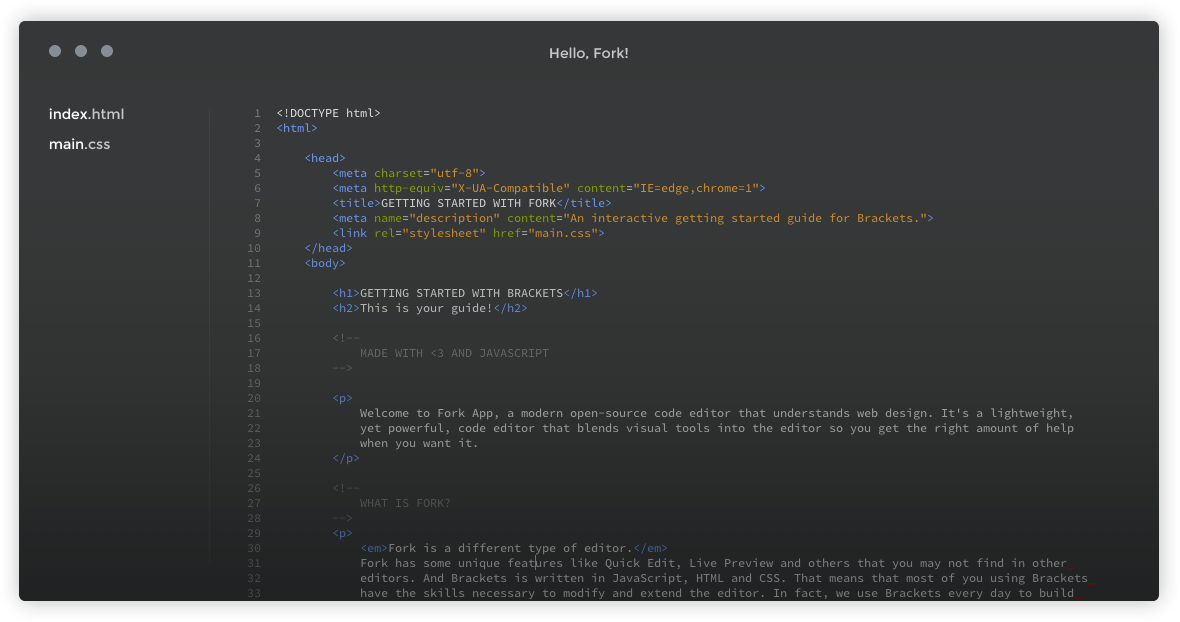 Hello, Fork!
index.html
main.css
1 <!DOCTYPE html>
2 <html>
3
4 <head>
5 <meta charset="utf-8">
6 <meta http-equiv="X-UA-Compatible" content="IE=edge,chrome=1">
7 <title>GETTING STARTED WITH FORK</title>
8 <meta name="description" content="An interactive getting started guide for Brackets.">
9 <link rel="stylesheet" href="main.css">
10 </head>
11 <body>
12
13 <h1>GETTING STARTED WITH BRACKETS</h1>
14 <h2>This is your guide!</h2>
15
16 <!--
17 MADE WITH <3 AND JAVASCRIPT
18 -->
19
20 <p>
21 Welcome to Fork App, a modern open-source code editor that understands web design. It's a lightweight,
22 yet powerful, code editor that blends visual tools into the editor so you get the right amount of help
23 when you want it.
24 </p>
25
26 <!--
27 WHAT IS FORK?
28 -->
29 <p>
30 <em>Fork is a different type of editor.</em>
31 Fork has some unique features like Quick Edit, Live Preview and others that you may not find in other
32 editors. And Brackets is written in JavaScript, HTML and CSS. That means that most of you using Brackets
33 have the skills necessary to modify and extend the editor. In fact, we use Brackets every day to build